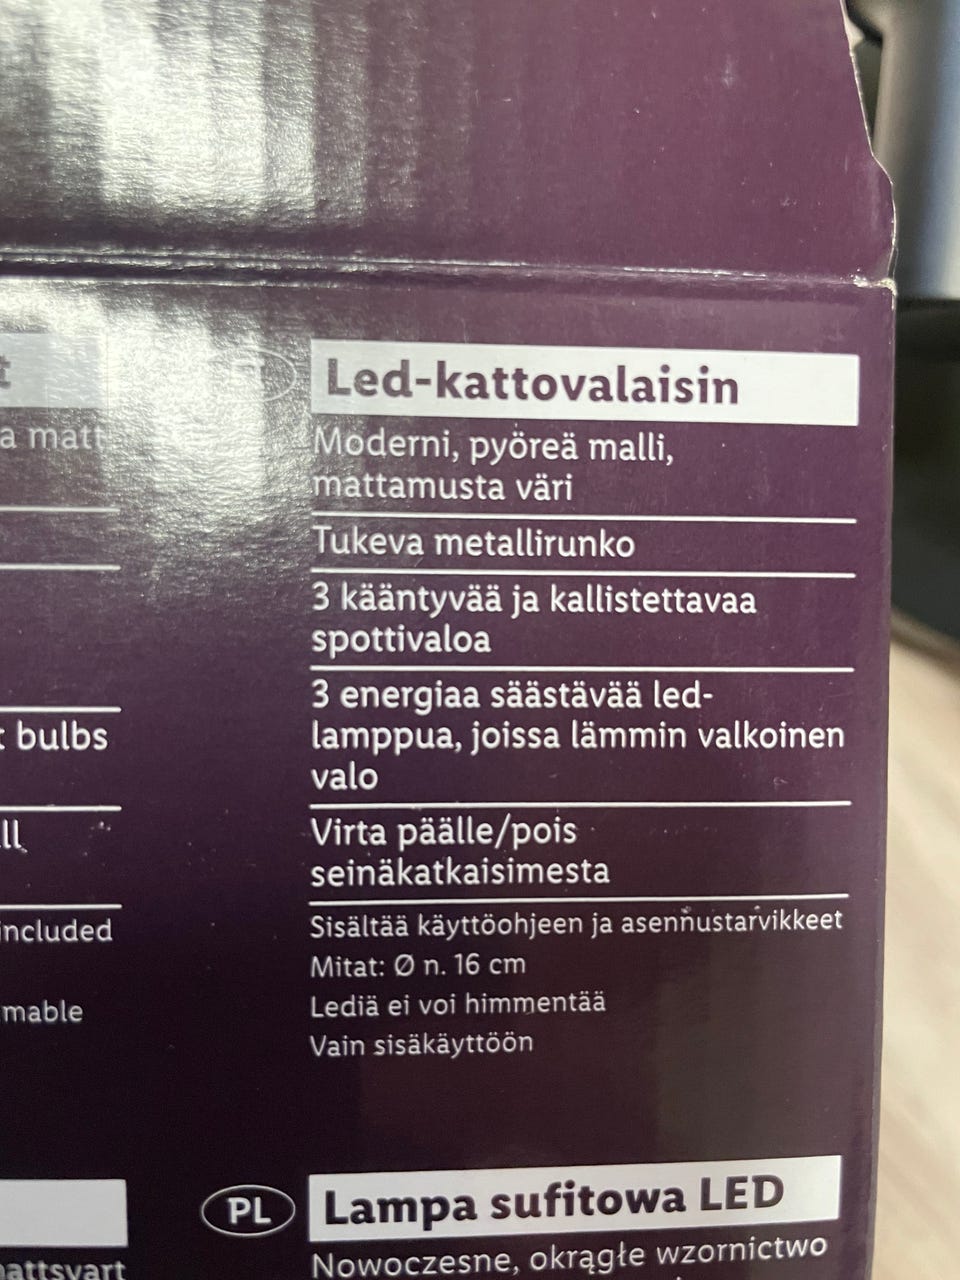 t
a matt
bulbs
ll
included
mable
Led-kattovalaisin
Moderni, pyöreä malli,
mattamusta väri
Tukeva metallirunko
3 kääntyvää ja kallistettavaa
spottivaloa
3 energiaa säästävää led-
lamppua, joissa lämmin valkoinen
valo
Virta päälle/pois
seinäkatkaisimesta
Sisältää käyttöohjeen ja asennustarvikkeet
Mitat: Ø n. 16 cm
Lediä ei voi himmentää
Vain sisäkäyttöön
attsvart
PL
Lampa sufitowa LED
Nowoczesne, okrągłe wzornictwo